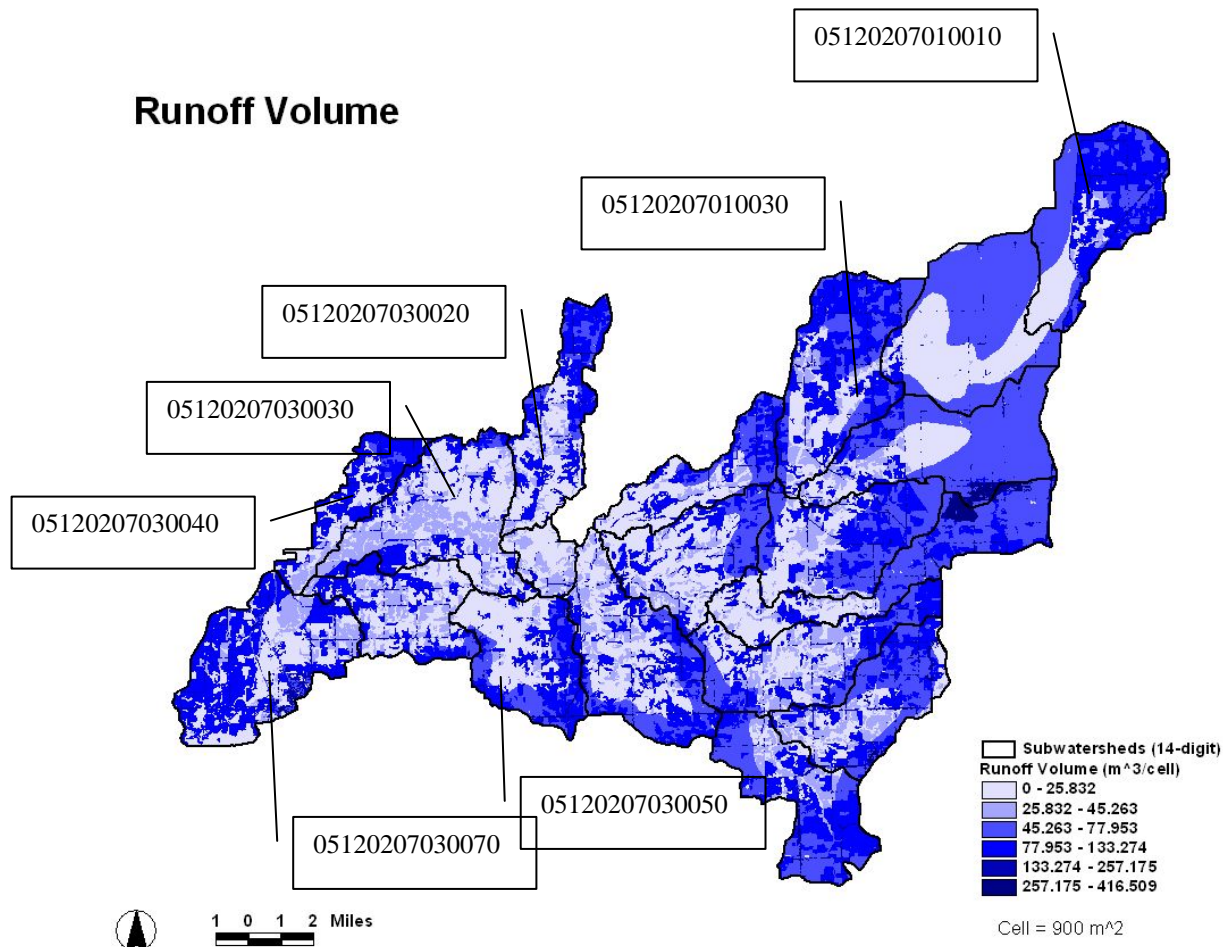 05120207010010
Runoff Volume
05120207010030
05120207030020
05120207030030
05120207030040
05120207030050
05120207030070
Subwatersheds (14-digit)
Runoff Volume (m^3/cell)
0 - 25.832
25.832 - 45.263
45.263 - 77.953
77.953 - 133.274
133.274 - 257.175
257.175 - 416.509
1 0 1 2 Miles
Cell = 900 m^2